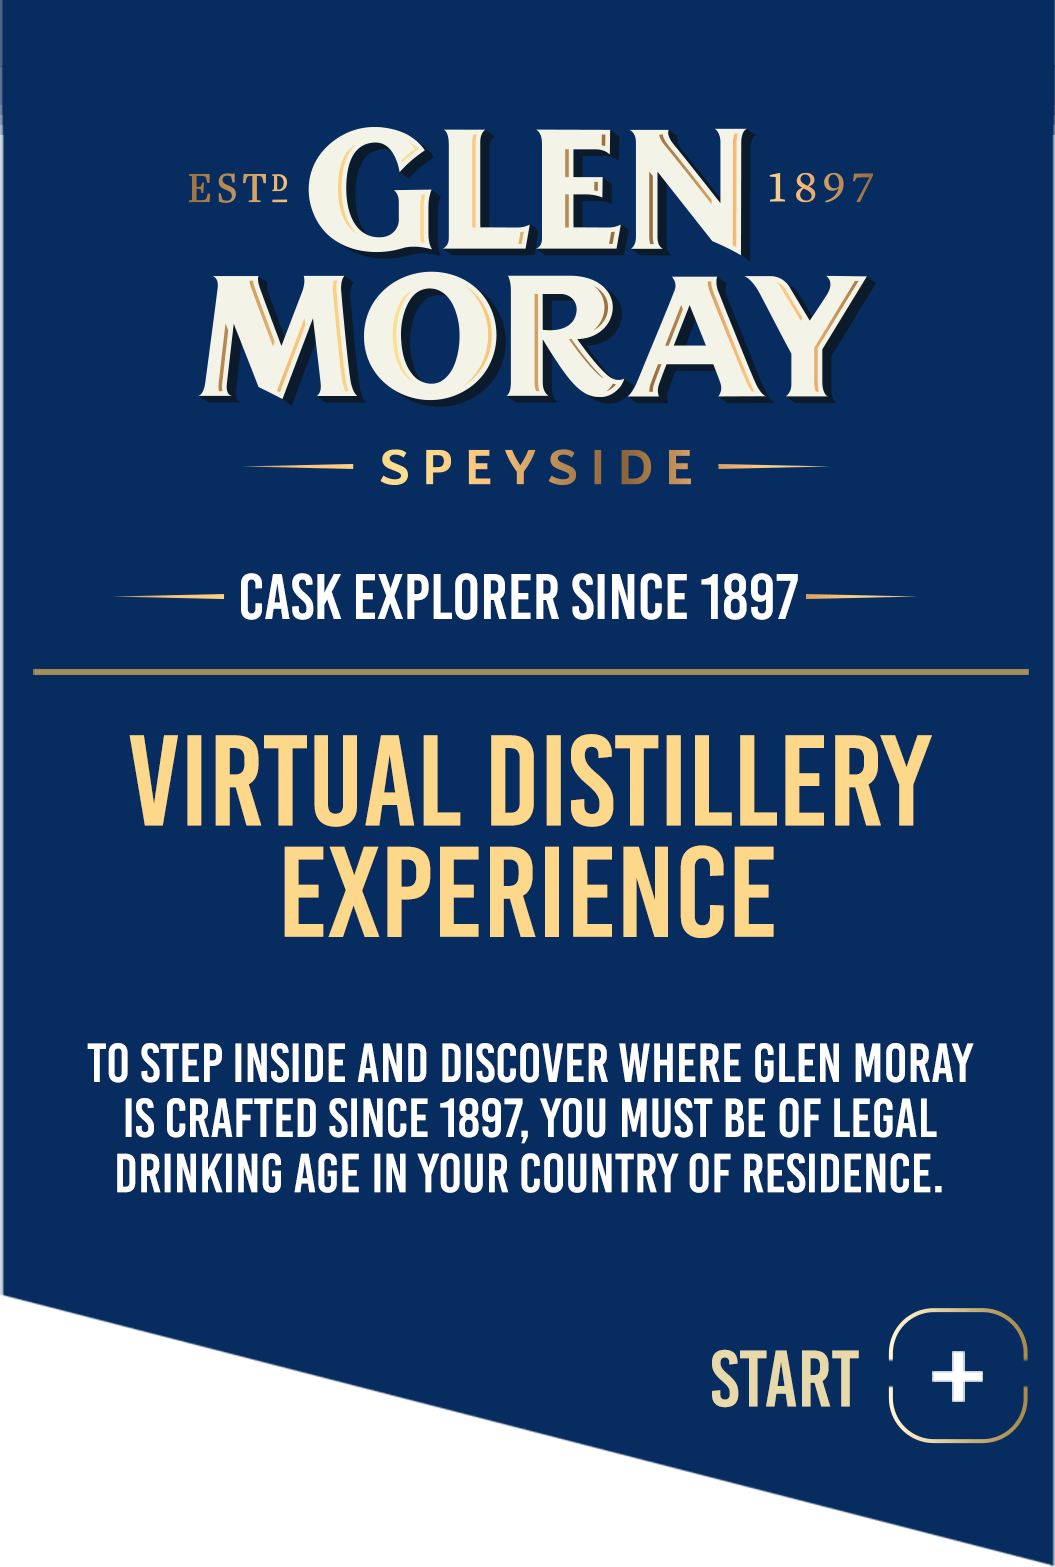 ESTD GLEN 1897
MORAY
SPEYSIDE
CASK EXPLORER SINCE 1897
VIRTUAL DISTILLERY
EXPERIENCE
TO STEP INSIDE AND DISCOVER WHERE GLEN MORAY
IS CRAFTED SINCE 1897, YOU MUST BE OF LEGAL
DRINKING AGE IN YOUR COUNTRY OF RESIDENCE.
START +